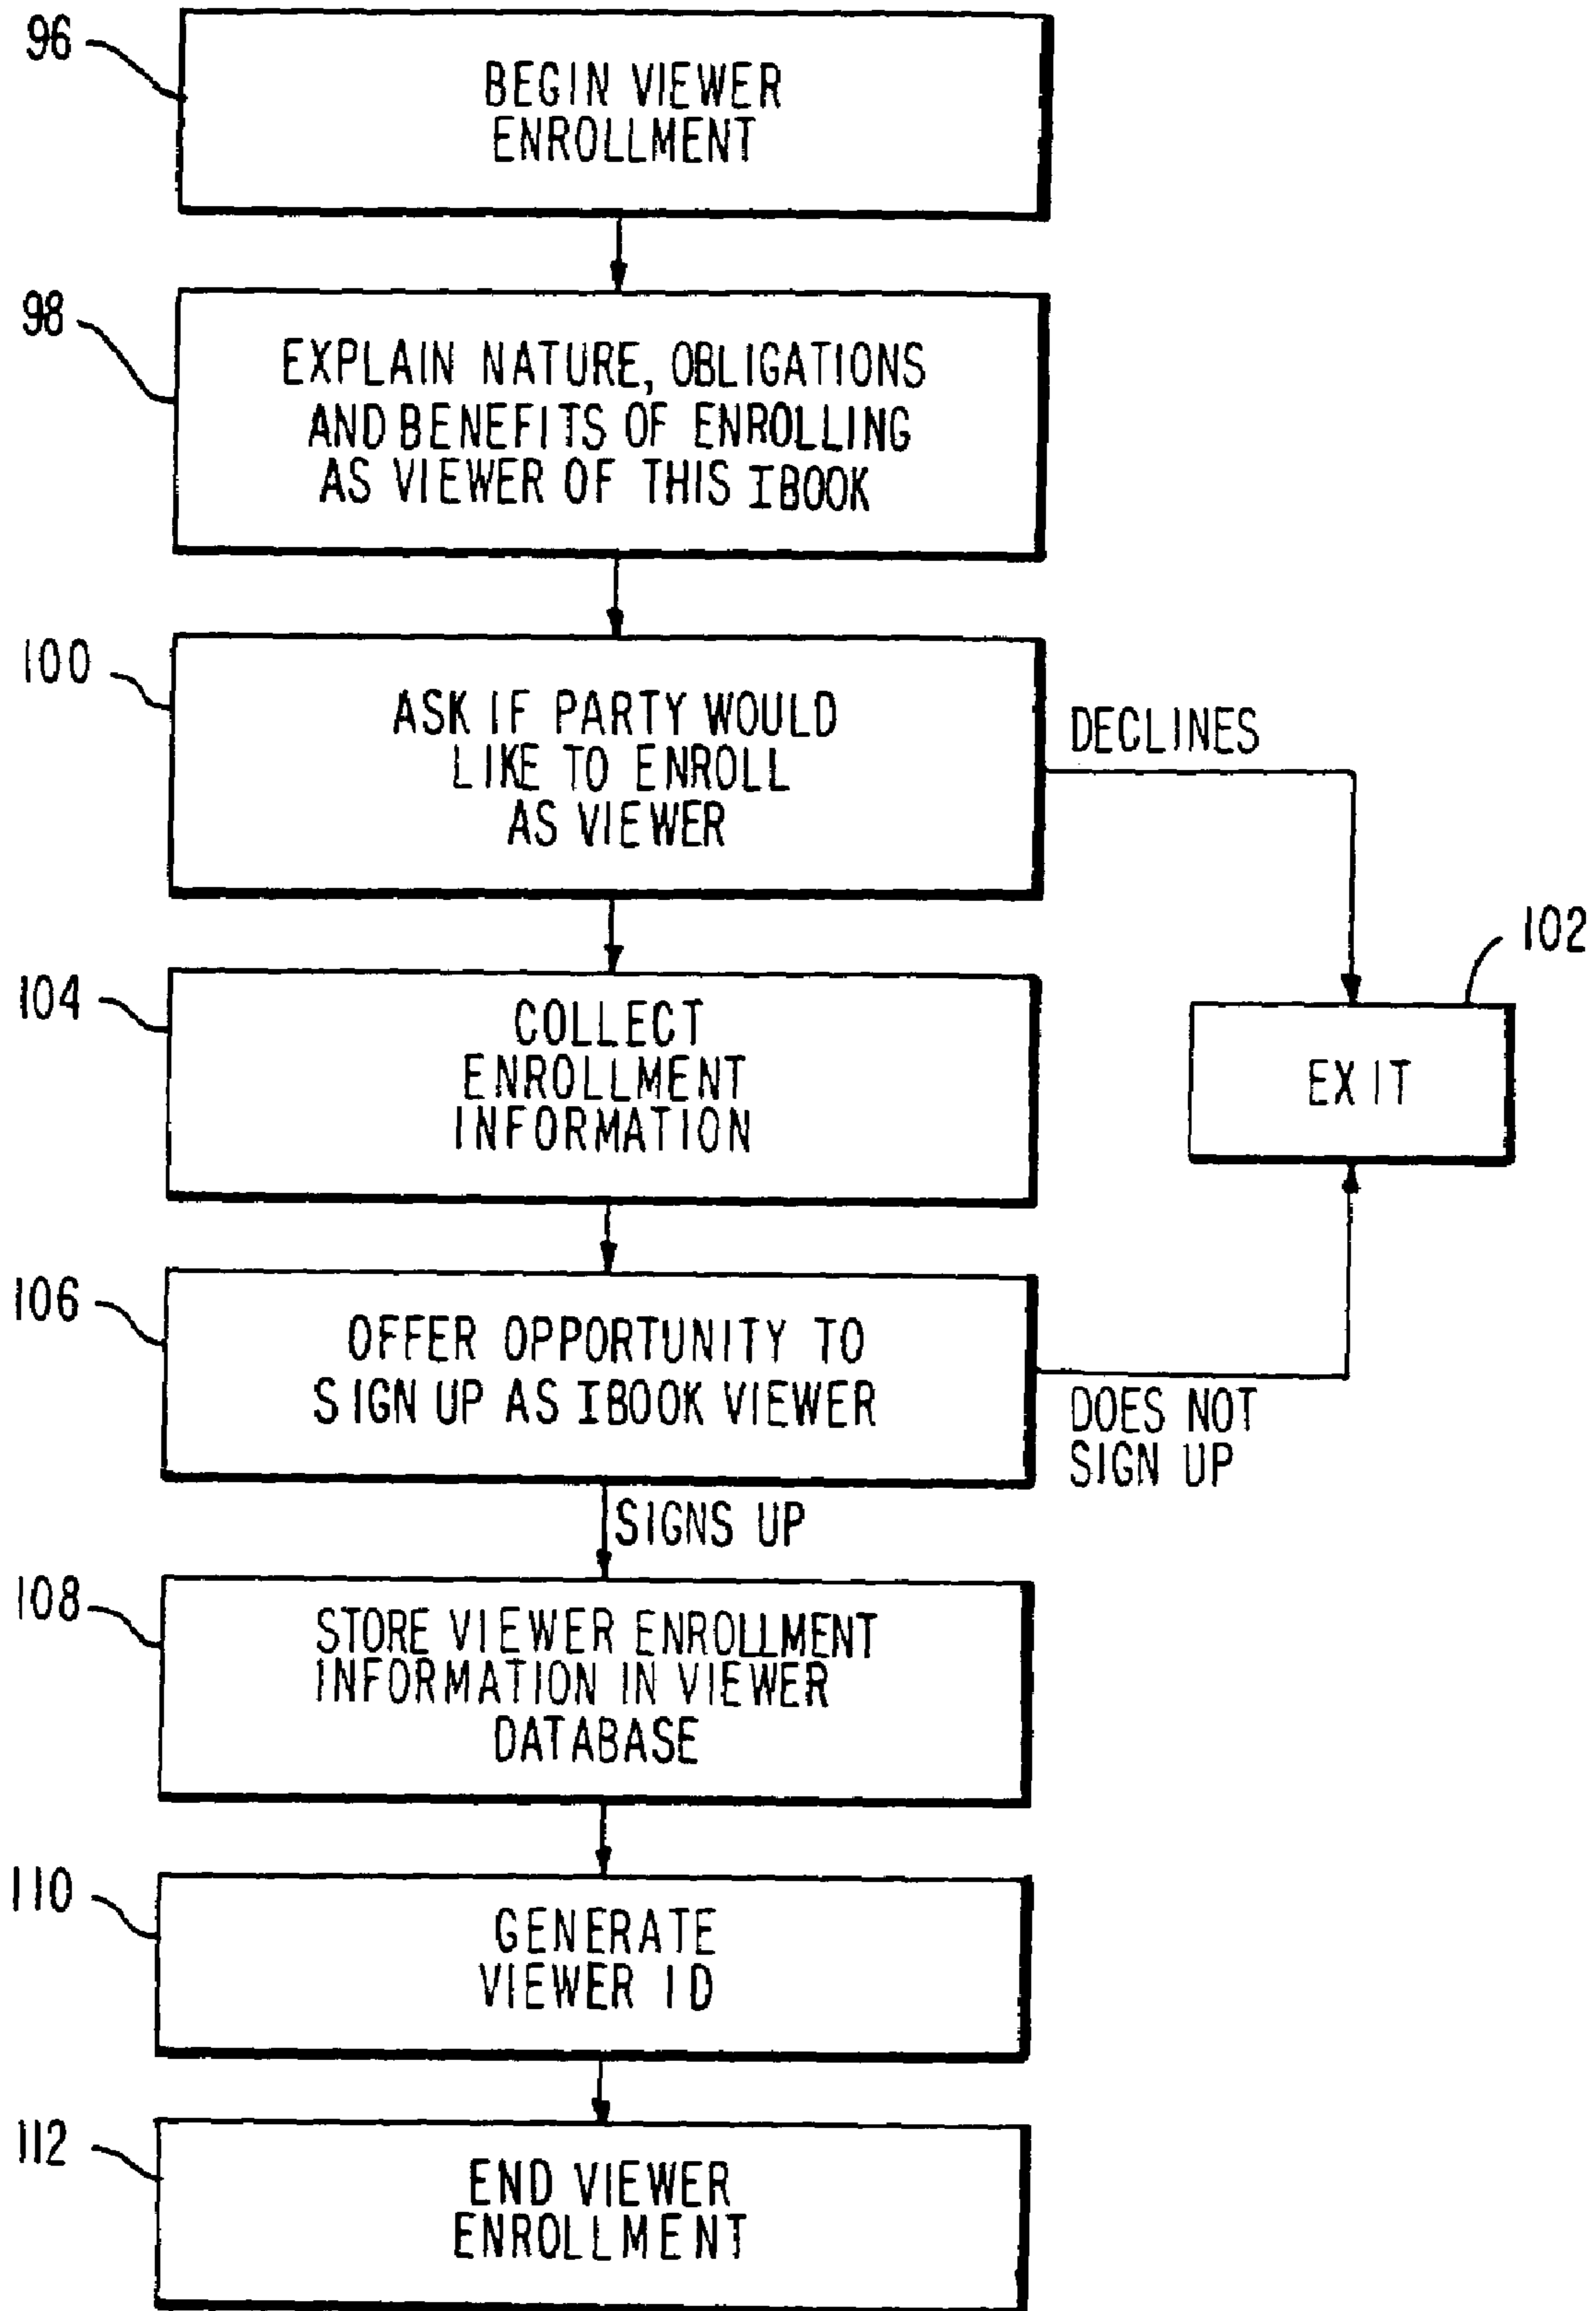 96
BEGIN VIEWER
ENROLLMENT
98
EXPLAIN NATURE, OBLIGATIONS
AND BENEFITS OF ENROLLING
AS VIEWER OF THIS IBOOK
100
ASK IF PARTY WOULD
LIKE TO ENROLL
AS VIEWER
DECLINES
102
EXIT
104
COLLECT
ENROLLMENT
INFORMATION
106
OFFER OPPORTUNITY TO
SIGN UP AS IBOOK VIEWER
DOES NOT
SIGN UP
SIGNS UP
108
STORE VIEWER ENROLLMENT
INFORMATION IN VIEWER
DATABASE
110
GENERATE
VIEWER ID
112
END VIEWER
ENROLLMENT